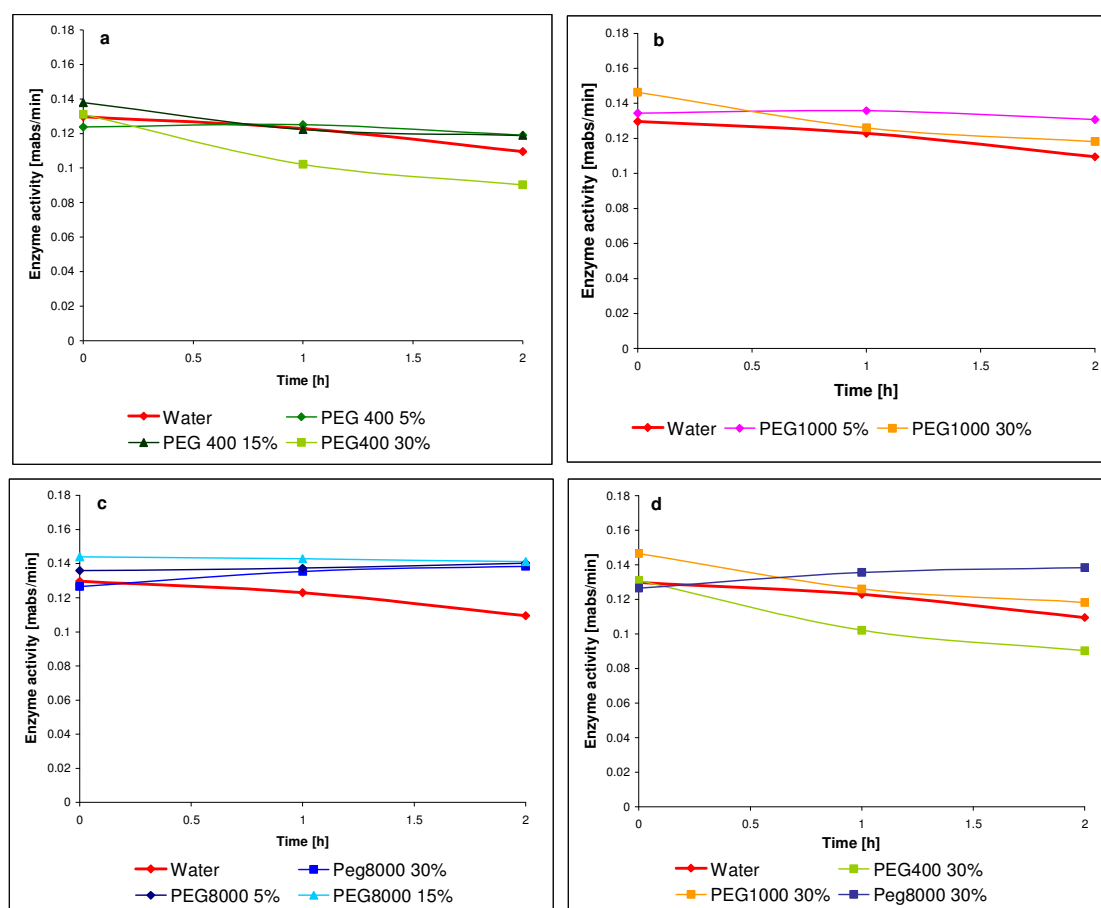 a
Enzyme activity [mabs/min]
0.18
0.16
0.14
0.12
0.1
0.08
0.06
0.04
0.02
0
0 0.5 1 1.5 2
Time [h]
Water PEG 400 5%
PEG 400 15% PEG400 30%
b
Enzyme activity [mabs/min]
0.18
0.16
0.14
0.12
0.1
0.08
0.06
0.04
0.02
0
0 0.5 1 1.5 2
Time [h]
Water PEG1000 5% PEG1000 30%
c
Enzyme activity [mabs/min]
0.18
0.16
0.14
0.12
0.1
0.08
0.06
0.04
0.02
0
0 0.5 1 1.5 2
Time [h]
Water Peg8000 30%
PEG8000 5% PEG8000 15%
d
Enzyme activity [mabs/min]
0.18
0.16
0.14
0.12
0.1
0.08
0.06
0.04
0.02
0
0 0.5 1 1.5 2
Time [h]
Water PEG400 30%
PEG1000 30% Peg8000 30%